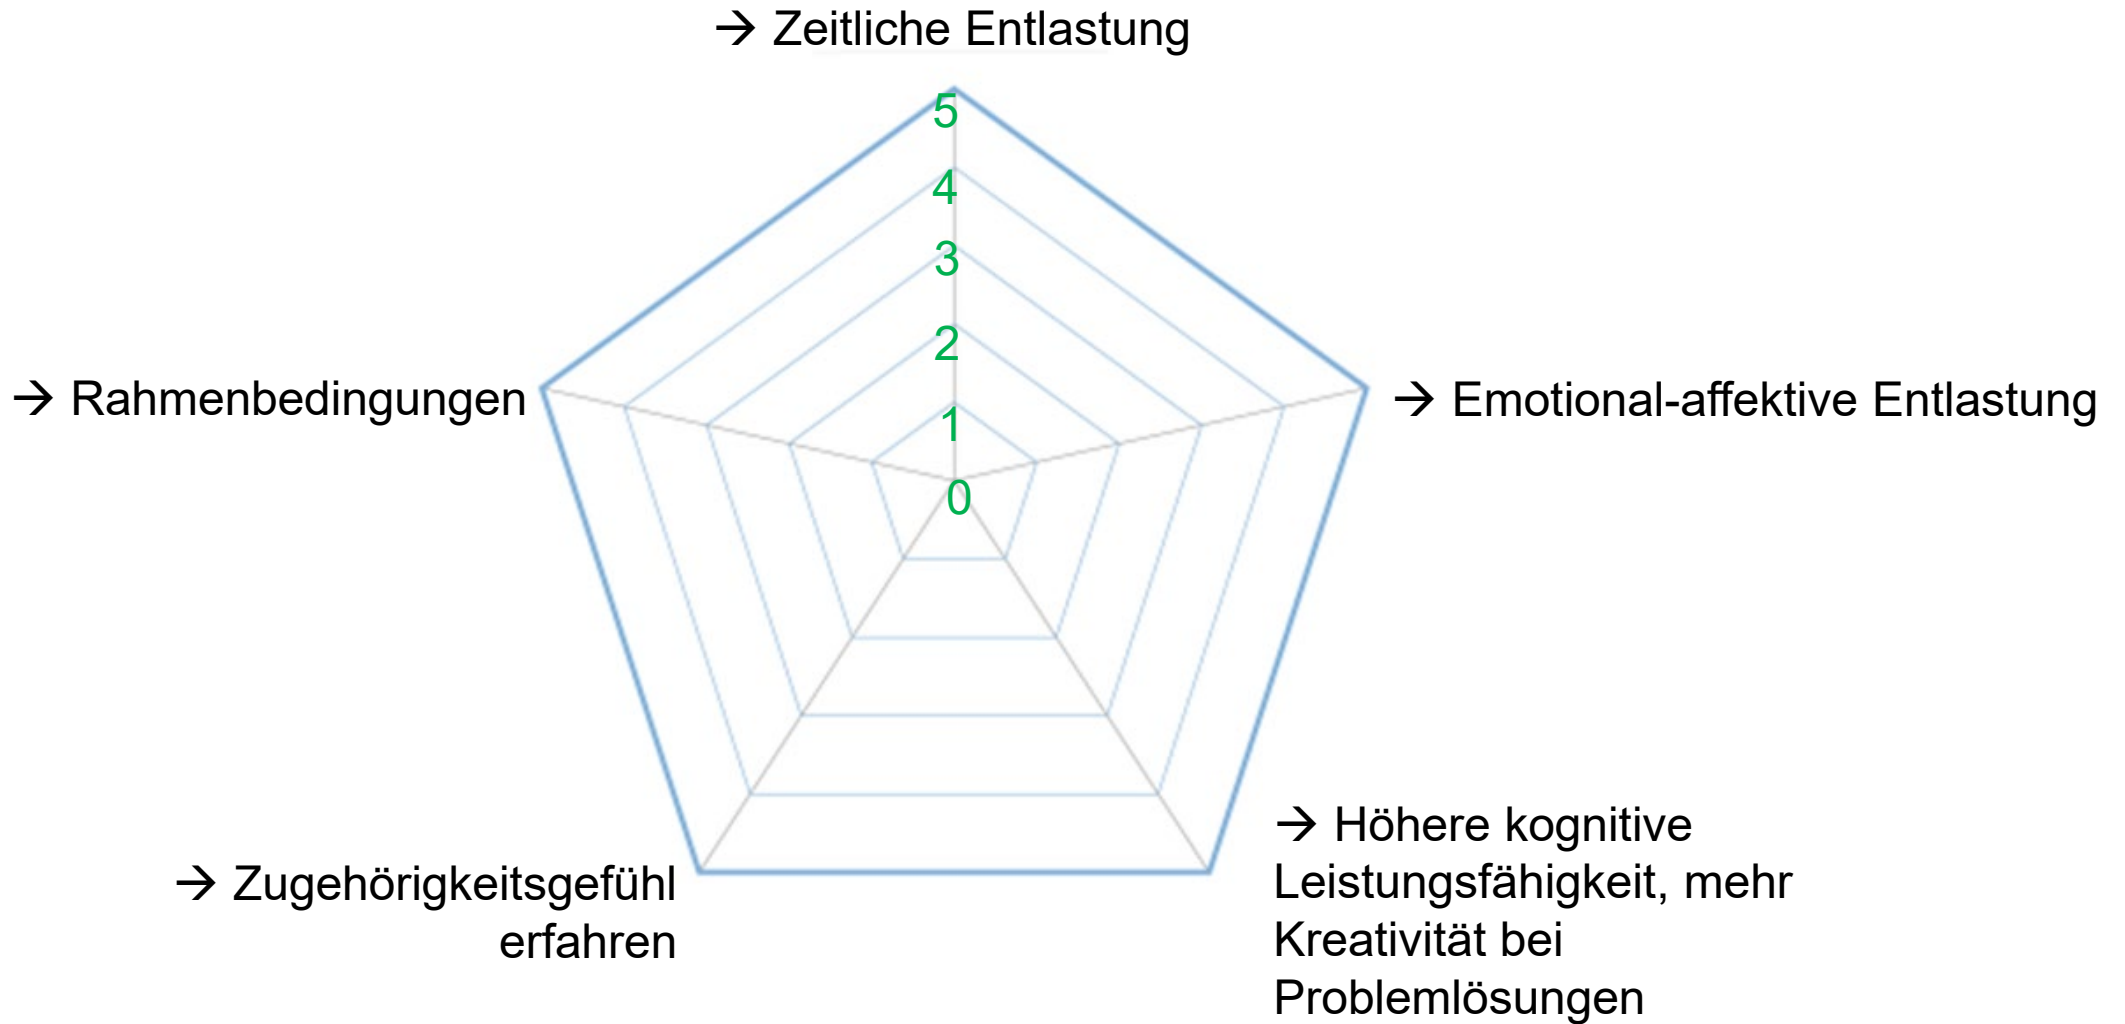 → Zeitliche Entlastung
5
4
3
2
1
0
→ Rahmenbedingungen
→ Emotional-affektive Entlastung
→ Zugehörigkeitsgefühl
erfahren
→ Höhere kognitive
Leistungsfähigkeit, mehr
Kreativität bei
Problemlösungen